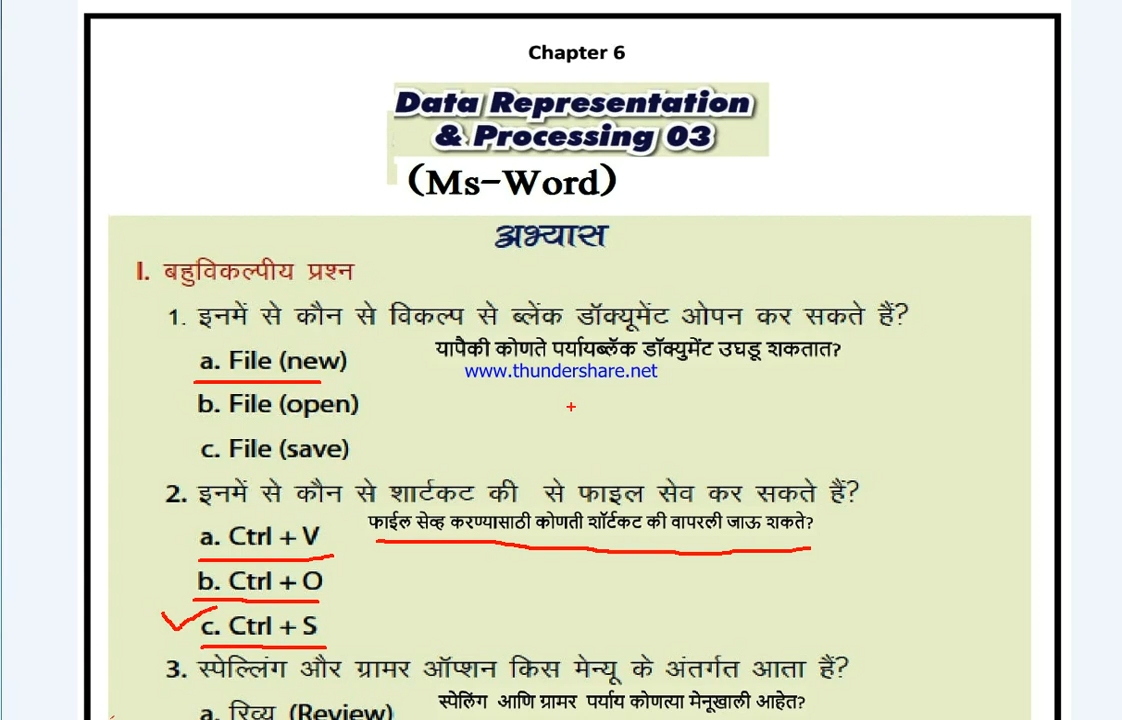 Chapter 6
Data Representation
& Processing 03
(Ms-Word)
अभ्यास
I. बहुविकल्पीय प्रश्न
1. इनमें से कौन से विकल्प से ब्लेंक डॉक्यूमेंट ओपन कर सकते हैं?
यापैकी कोणते पर्यायब्लॅक डॉक्युमेंट उघडू शकतात?
a. File (new)
www.thundershare.net
b. File (open)
c. File (save)
2. इनमें से कौन से शार्टकट की से फाइल सेव कर सकते हैं?
फाईल सेव्ह करण्यासाठी कोणती शॉर्टकट की वापरली जाऊ शकते?
a. Ctrl + V
b. Ctrl + O
c. Ctrl + S
3. स्पेल्लिंग और ग्रामर ऑप्शन किस मेन्यू के अंतर्गत आता हैं?
स्पेलिंग आणि ग्रामर पर्याय कोणत्या मेनूखाली आहेत?
a. रिव्य (Review)